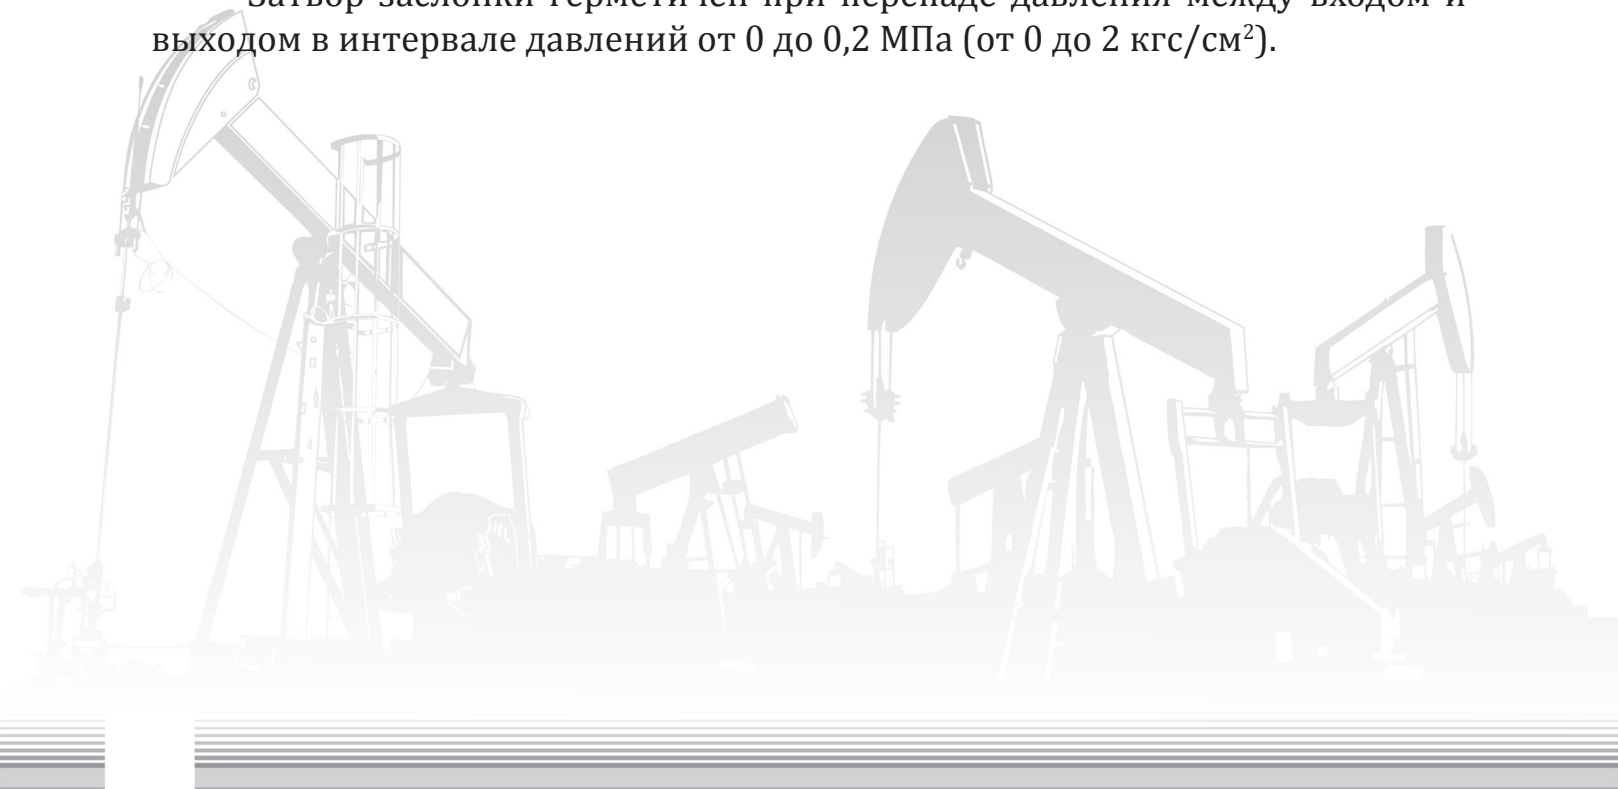 Затвор заслонки герметичен при перепаде давления между входом и
выходом в интервале давлений от 0 до 0,2 МПа (от 0 до 2 кгс/см²).